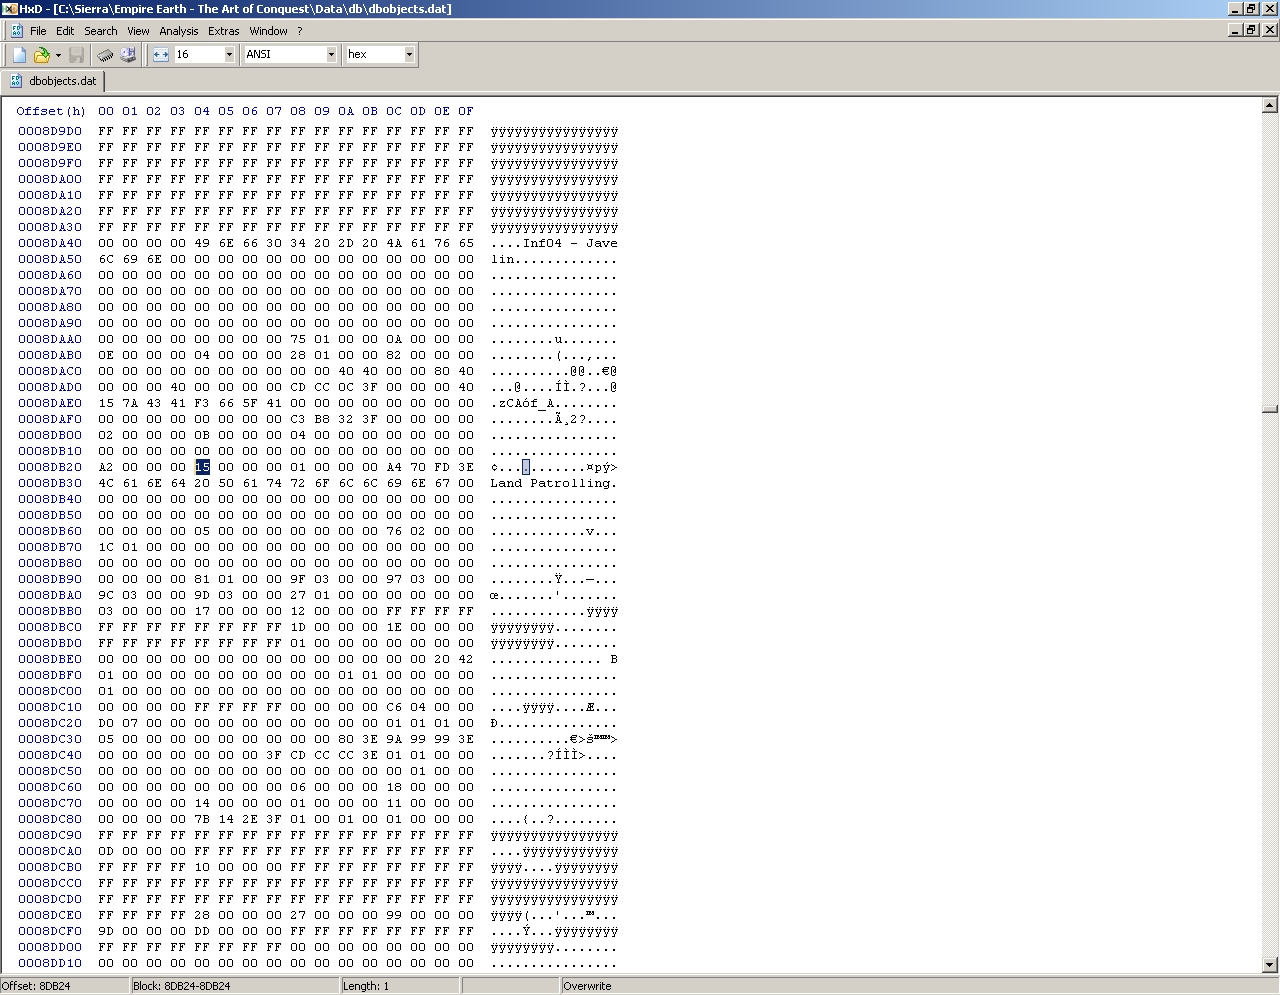 HxD - [C:\Sierra\Empire Earth - The Art of Conquest\Data\db\dbobjects.dat]
File Edit Search View Analysis Extras Window ?
16 ANSI hex
dbobjects.dat
Offset(h) 00 01 02 03 04 05 06 07 08 09 0A 0B 0C 0D 0E 0F
0008D9D0 FF FF FF FF FF FF FF FF FF FF FF FF FF FF FF FF ÿÿÿÿÿÿÿÿÿÿÿÿÿÿÿÿ
0008D9E0 FF FF FF FF FF FF FF FF FF FF FF FF FF FF FF FF ÿÿÿÿÿÿÿÿÿÿÿÿÿÿÿÿ
0008D9F0 FF FF FF FF FF FF FF FF FF FF FF FF FF FF FF FF ÿÿÿÿÿÿÿÿÿÿÿÿÿÿÿÿ
0008DA00 FF FF FF FF FF FF FF FF FF FF FF FF FF FF FF FF ÿÿÿÿÿÿÿÿÿÿÿÿÿÿÿÿ
0008DA10 FF FF FF FF FF FF FF FF FF FF FF FF FF FF FF FF ÿÿÿÿÿÿÿÿÿÿÿÿÿÿÿÿ
0008DA20 FF FF FF FF FF FF FF FF FF FF FF FF FF FF FF FF ÿÿÿÿÿÿÿÿÿÿÿÿÿÿÿÿ
0008DA30 FF FF FF FF FF FF FF FF FF FF FF FF FF FF FF FF ÿÿÿÿÿÿÿÿÿÿÿÿÿÿÿÿ
0008DA40 00 00 00 00 49 6E 66 30 34 20 2D 20 4A 61 76 65 ....Inf04 - Jave
0008DA50 6C 69 6E 00 00 00 00 00 00 00 00 00 00 00 00 00 lin.............
0008DA60 00 00 00 00 00 00 00 00 00 00 00 00 00 00 00 00 ................
0008DA70 00 00 00 00 00 00 00 00 00 00 00 00 00 00 00 00 ................
0008DA80 00 00 00 00 00 00 00 00 00 00 00 00 00 00 00 00 ................
0008DA90 00 00 00 00 00 00 00 00 00 00 00 00 00 00 00 00 ................
0008DAA0 00 00 00 00 00 00 00 00 75 01 00 00 0A 00 00 00 ........u.......
0008DAB0 0E 00 00 00 04 00 00 00 28 01 00 00 82 00 00 00 ........(...‚...
0008DAC0 00 00 00 00 00 00 00 00 00 00 40 40 00 00 80 40 ..........@@..€@
0008DAD0 00 00 00 40 00 00 00 00 CD CC 0C 3F 00 00 00 40 ...@....ÍÌ.?...@
0008DAE0 15 7A 43 41 F3 66 5F 41 00 00 00 00 00 00 00 00 .zCAóf_A........
0008DAF0 00 00 00 00 00 00 00 00 C3 B8 32 3F 00 00 00 00 ........Ã¸2?....
0008DB00 02 00 00 00 0B 00 00 00 04 00 00 00 00 00 00 00 ................
0008DB10 00 00 00 00 00 00 00 00 00 00 00 00 00 00 00 00 ................
0008DB20 A2 00 00 00 15 00 00 00 01 00 00 00 A4 70 FD 3E ¢...........¤pý>
0008DB30 4C 61 6E 64 20 50 61 74 72 6F 6C 6C 69 6E 67 00 Land Patrolling.
0008DB40 00 00 00 00 00 00 00 00 00 00 00 00 00 00 00 00 ................
0008DB50 00 00 00 00 00 00 00 00 00 00 00 00 00 00 00 00 ................
0008DB60 00 00 00 00 05 00 00 00 00 00 00 00 76 02 00 00 ............v...
0008DB70 1C 01 00 00 00 00 00 00 00 00 00 00 00 00 00 00 ................
0008DB80 00 00 00 00 00 00 00 00 00 00 00 00 00 00 00 00 ................
0008DB90 00 00 00 00 81 01 00 00 9F 03 00 00 97 03 00 00 ........Ÿ...—...
0008DBA0 9C 03 00 00 9D 03 00 00 27 01 00 00 00 00 00 00 œ.......'.......
0008DBB0 03 00 00 00 17 00 00 00 12 00 00 00 FF FF FF FF ............ÿÿÿÿ
0008DBC0 FF FF FF FF FF FF FF FF 1D 00 00 00 1E 00 00 00 ÿÿÿÿÿÿÿÿ........
0008DBD0 FF FF FF FF FF FF FF FF 01 00 00 00 00 00 00 00 ÿÿÿÿÿÿÿÿ........
0008DBE0 00 00 00 00 00 00 00 00 00 00 00 00 00 00 20 42 .............. B
0008DBF0 01 00 00 00 00 00 00 00 00 00 01 01 00 00 00 00 ................
0008DC00 01 00 00 00 00 00 00 00 00 00 00 00 00 00 00 00 ................
0008DC10 00 00 00 00 FF FF FF FF 00 00 00 00 C6 04 00 00 ....ÿÿÿÿ....Æ...
0008DC20 D0 07 00 00 00 00 00 00 00 00 00 00 01 01 01 00 Ð...............
0008DC30 05 00 00 00 00 00 00 00 00 00 80 3E 9A 99 99 3E ..........€>š™™>
0008DC40 00 00 00 00 00 00 00 3F CD CC CC 3E 01 01 00 00 .......?ÍÌÌ>....
0008DC50 00 00 00 00 00 00 00 00 00 00 00 00 00 01 00 00 ................
0008DC60 00 00 00 00 00 00 00 00 06 00 00 00 18 00 00 00 ................
0008DC70 00 00 00 00 14 00 00 00 01 00 00 00 11 00 00 00 ................
0008DC80 00 00 00 00 7B 14 2E 3F 01 00 01 00 01 00 00 00 ....{..?........
0008DC90 FF FF FF FF FF FF FF FF FF FF FF FF FF FF FF FF ÿÿÿÿÿÿÿÿÿÿÿÿÿÿÿÿ
0008DCA0 0D 00 00 00 FF FF FF FF FF FF FF FF FF FF FF FF ....ÿÿÿÿÿÿÿÿÿÿÿÿ
0008DCB0 FF FF FF FF 10 00 00 00 FF FF FF FF FF FF FF FF ÿÿÿÿ....ÿÿÿÿÿÿÿÿ
0008DCC0 FF FF FF FF FF FF FF FF FF FF FF FF FF FF FF FF ÿÿÿÿÿÿÿÿÿÿÿÿÿÿÿÿ
0008DCD0 FF FF FF FF FF FF FF FF FF FF FF FF FF FF FF FF ÿÿÿÿÿÿÿÿÿÿÿÿÿÿÿÿ
0008DCE0 FF FF FF FF 28 00 00 00 27 00 00 00 99 00 00 00 ÿÿÿÿ(...'...™...
0008DCF0 9D 00 00 00 DD 00 00 00 FF FF FF FF FF FF FF FF ....Ý...ÿÿÿÿÿÿÿÿ
0008DD00 FF FF FF FF FF FF FF FF 00 00 00 00 00 00 00 00 ÿÿÿÿÿÿÿÿ........
0008DD10 00 00 00 00 00 00 00 00 00 00 00 00 00 00 00 00 ................
Offset: 8DB24 Block: 8DB24-8DB24 Length: 1 Overwrite